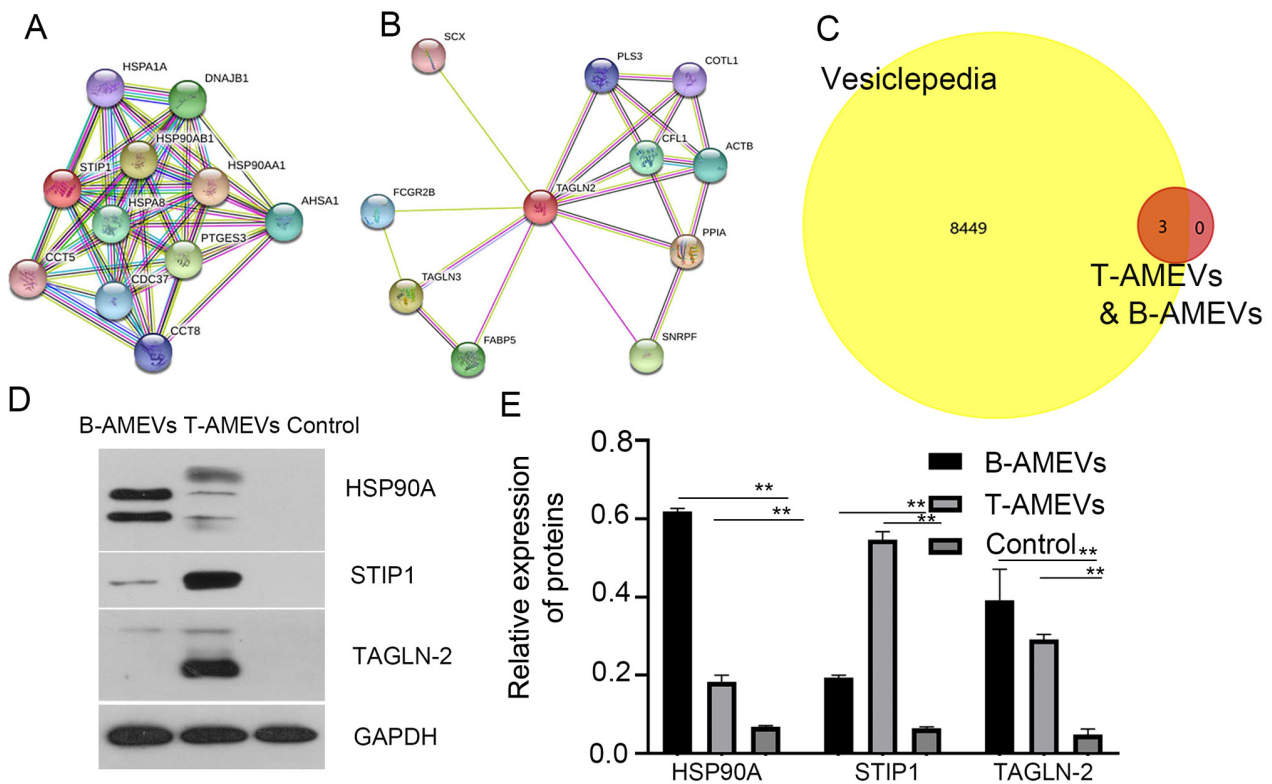 A
HSPA1A
DNAJB1
HSP90AB1
STIP1
HSP90AA1
HSPA8
AHSA1
PTGES3
CCT5
CDC37
CCT8
B
SCX
PLS3
COTL1
CFL1
ACTB
TAGLN2
FCGR2B
PPIA
TAGLN3
FABP5
SNRPF
C
Vesiclepedia
8449
3
0
T-AMEVs
& B-AMEVs
D
B-AMEVs T-AMEVs Control
HSP90A
STIP1
TAGLN-2
GAPDH
E
Relative expression
of proteins
0.8
0.6
0.4
0.2
0.0
**
**
**
**
**
**
B-AMEVs
T-AMEVs
Control
HSP90A
STIP1
TAGLN-2